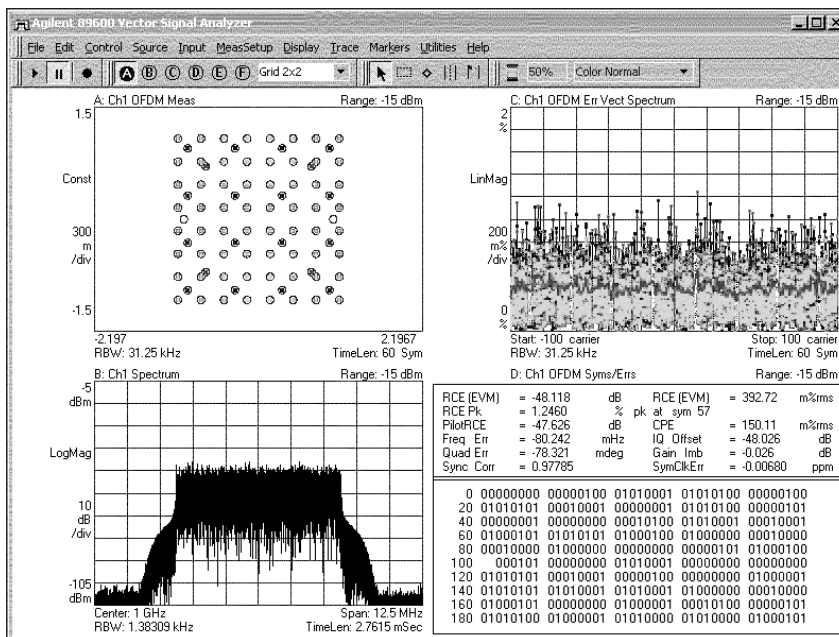 Agilent 89600 Vector Signal Analyzer
File Edit Control Source Input MeasSetup Display Trace Markers Utilities Help
A B C D E F Grid 2x2 50% Color Normal
A: Ch1 OFDM Meas Range: -15 dBm
1.5
Const
300
m
/div
-1.5
-2.197 2.1967
RBW: 31.25 kHz TimeLen: 60 Sym
C: Ch1 OFDM Err Vect Spectrum Range: -15 dBm
2
%
LinMag
200
m%
/div
0
%
Start: -100 carrier Stop: 100 carrier
RBW: 31.25 kHz TimeLen: 60 Sym
B: Ch1 Spectrum Range: -15 dBm
-5
dBm
LogMag
10
dB
/div
-105
dBm
Center: 1 GHz Span: 12.5 MHz
RBW: 1.38309 kHz TimeLen: 2.7615 mSec
D: Ch1 OFDM Syms/Errs Range: -15 dBm
RCE (EVM) = -48.118 dB RCE (EVM) = 392.72 m%rms
RCE Pk = 1.2460 % pk at sym 57
PilotRCE = -47.626 dB CPE = 150.11 m%rms
Freq Err = -80.242 mHz IQ Offset = -48.026 dB
Quad Err = -78.321 mdeg Gain Imb = -0.026 dB
Sync Corr = 0.97785 SymClkErr = -0.00680 ppm
0 00000000 00000100 01010001 01010100 00000100
20 01010101 00010001 00000001 01010100 01010001
40 00000001 00000000 00010100 01010001 00010001
60 01000101 01010101 01000100 01010000 01000100
80 00010000 01000000 00000000 00000101 01000100
100 000101 00010000 01010001 00000000 01010001
120 01010101 00010001 00000100 00000000 01000001
140 01010001 00000001 01010001 01000000 00010000
160 01000101 00000000 01000001 00010100 00000101
180 01010000 01000000 01010000 00000000 00000001